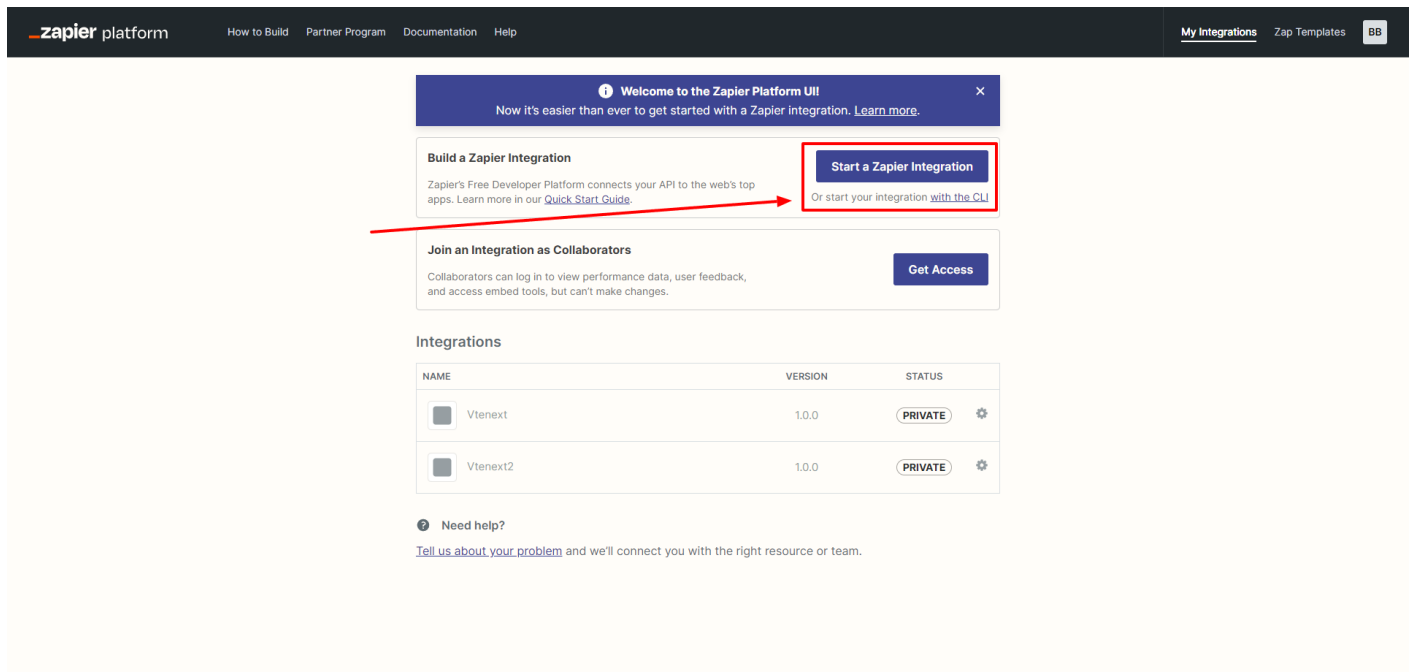 zapier platform
How to Build Partner Program Documentation Help
My Integrations Zap Templates BB
Welcome to the Zapier Platform UI!
Now it's easier than ever to get started with a Zapier integration. Learn more.
Build a Zapier Integration
Zapier's Free Developer Platform connects your API to the web's top
apps. Learn more in our Quick Start Guide.
Start a Zapier Integration
Or start your integration with the CLI
Join an Integration as Collaborators
Collaborators can log in to view performance data, user feedback,
and access embed tools, but can't make changes.
Get Access
Integrations
NAME VERSION STATUS
Vtenext 1.0.0 PRIVATE
Vtenext2 1.0.0 PRIVATE
Need help?
Tell us about your problem and we'll connect you with the right resource or team.